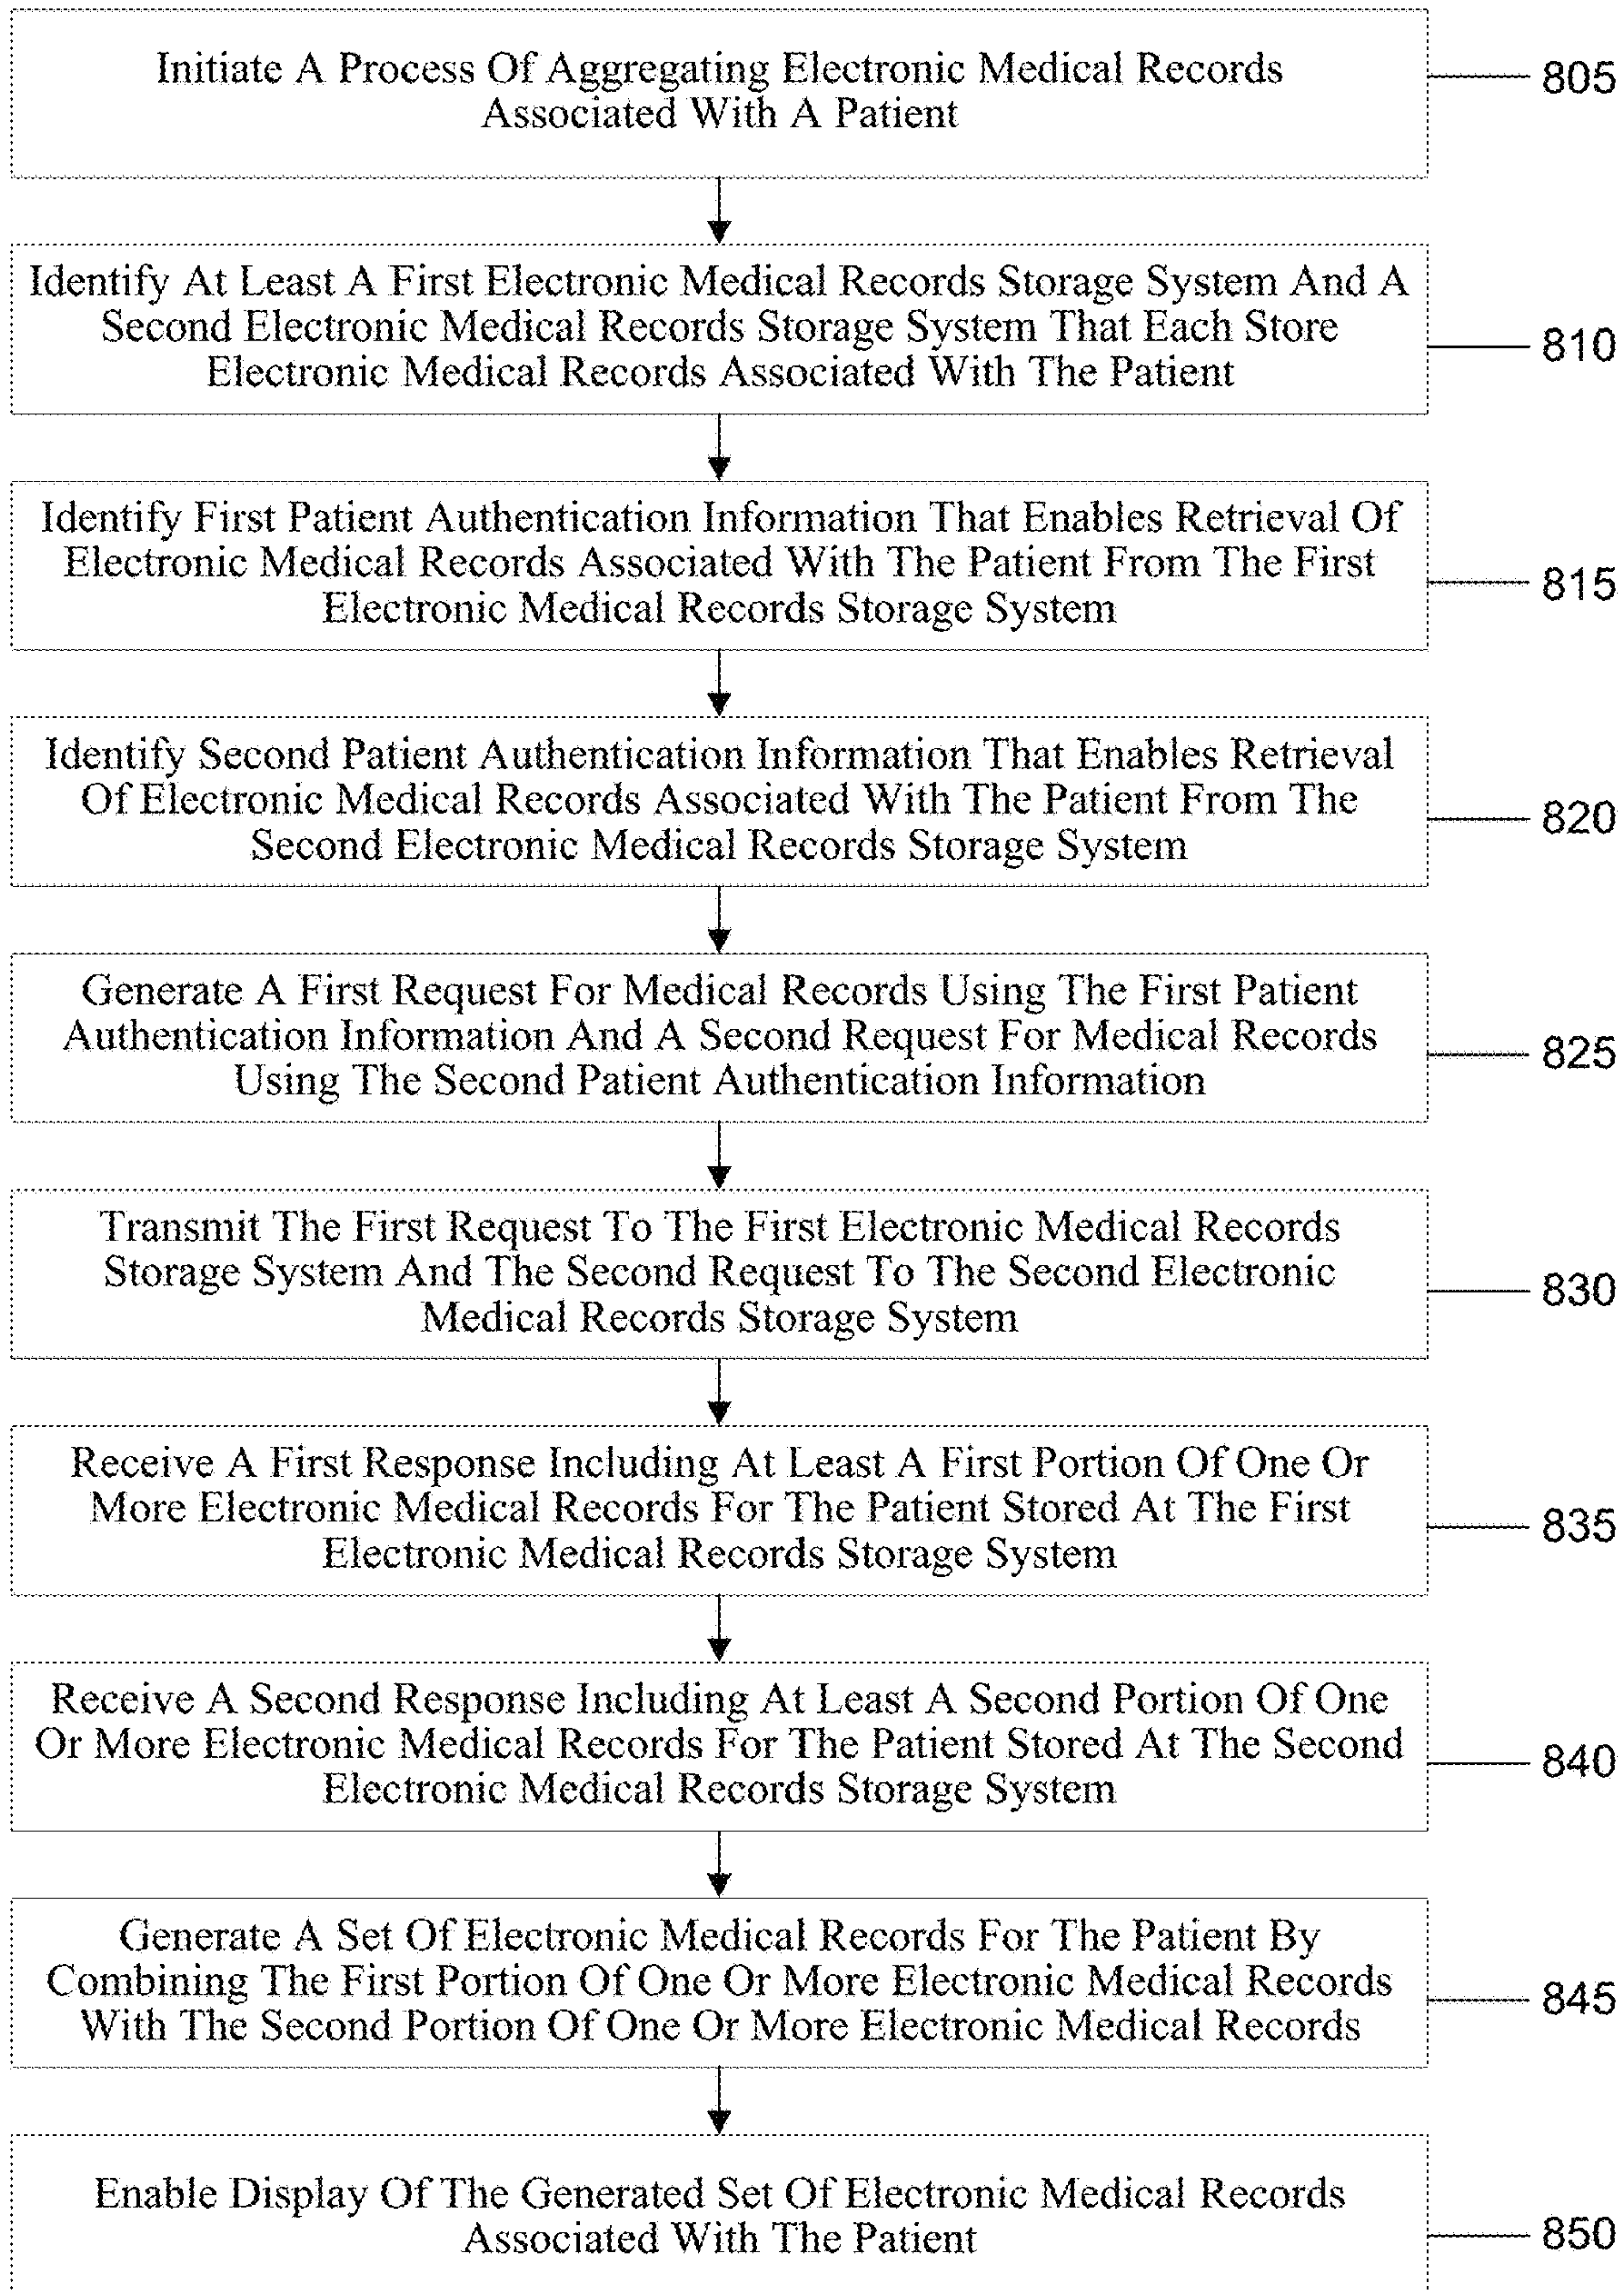 Initiate A Process Of Aggregating Electronic Medical Records
Associated With A Patient
805
Identify At Least A First Electronic Medical Records Storage System And A
Second Electronic Medical Records Storage System That Each Store
Electronic Medical Records Associated With The Patient
810
Identify First Patient Authentication Information That Enables Retrieval Of
Electronic Medical Records Associated With The Patient From The First
Electronic Medical Records Storage System
815
Identify Second Patient Authentication Information That Enables Retrieval
Of Electronic Medical Records Associated With The Patient From The
Second Electronic Medical Records Storage System
820
Generate A First Request For Medical Records Using The First Patient
Authentication Information And A Second Request For Medical Records
Using The Second Patient Authentication Information
825
Transmit The First Request To The First Electronic Medical Records
Storage System And The Second Request To The Second Electronic
Medical Records Storage System
830
Receive A First Response Including At Least A First Portion Of One Or
More Electronic Medical Records For The Patient Stored At The First
Electronic Medical Records Storage System
835
Receive A Second Response Including At Least A Second Portion Of One
Or More Electronic Medical Records For The Patient Stored At The Second
Electronic Medical Records Storage System
840
Generate A Set Of Electronic Medical Records For The Patient By
Combining The First Portion Of One Or More Electronic Medical Records
With The Second Portion Of One Or More Electronic Medical Records
845
Enable Display Of The Generated Set Of Electronic Medical Records
Associated With The Patient
850